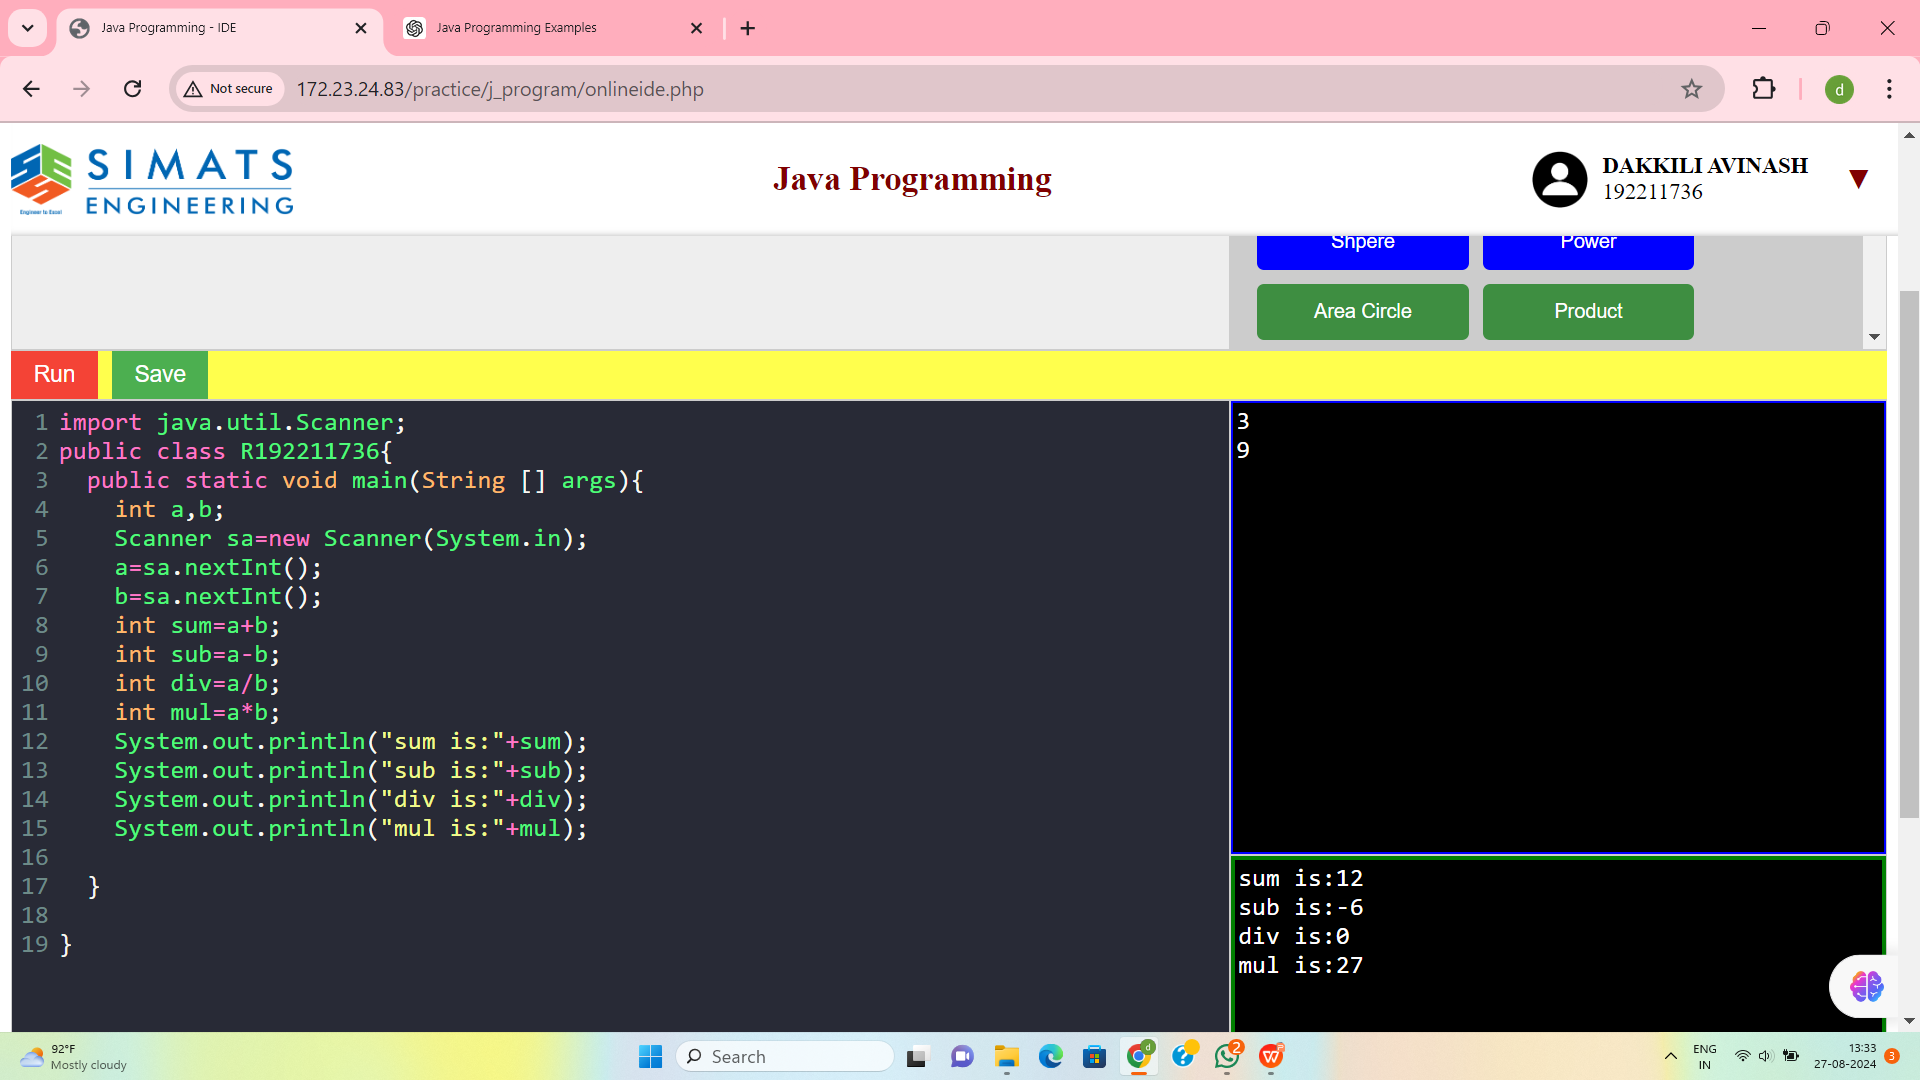 Java Programming - IDE
Java Programming Examples
Not secure
172.23.24.83/practice/j_program/onlineide.php
d
SIMATS
ENGINEERING
Engineer to Excel
Java Programming
DAKKILI AVINASH
192211736
Shpere
Power
Area Circle
Product
Run
Save
1 import java.util.Scanner;
2 public class R192211736{
3   public static void main(String [] args){
4     int a,b;
5     Scanner sa=new Scanner(System.in);
6     a=sa.nextInt();
7     b=sa.nextInt();
8     int sum=a+b;
9     int sub=a-b;
10     int div=a/b;
11     int mul=a*b;
12     System.out.println("sum is:"+sum);
13     System.out.println("sub is:"+sub);
14     System.out.println("div is:"+div);
15     System.out.println("mul is:"+mul);
16
17   }
18
19 }
3
9
sum is:12
sub is:-6
div is:0
mul is:27
92°F
Mostly cloudy
Search
d
2
ENG
IN
13:33
27-08-2024
3